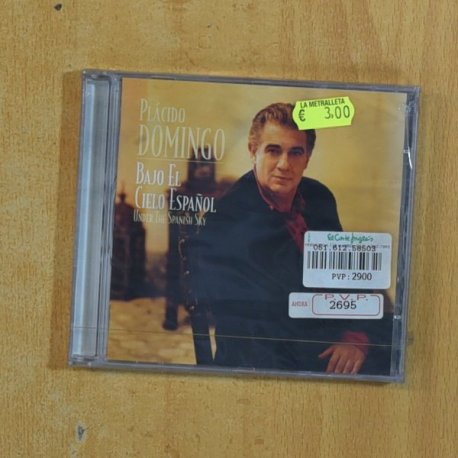 LA METRALLETA
€ 3,00
PLÁCIDO
DOMINGO
BAJO EL
CIELO ESPAÑOL
UNDER THE SPANISH SKY
El Corte Inglés
051.612.58503
PVP: 2900
P.V.P.
AHORA 2695